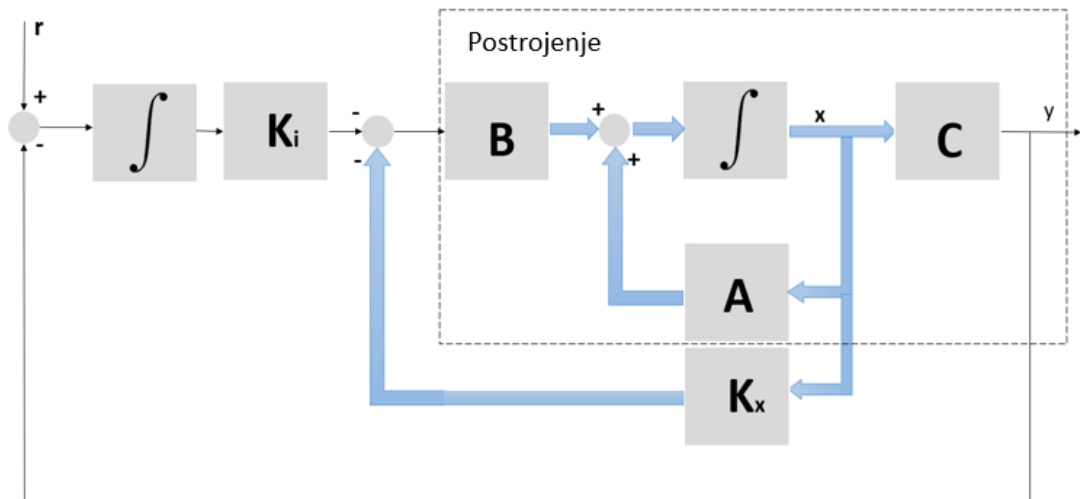 r
Postrojenje
+
-
∫
Ki
-
-
B
+
+
∫
x
C
y
A
Kx